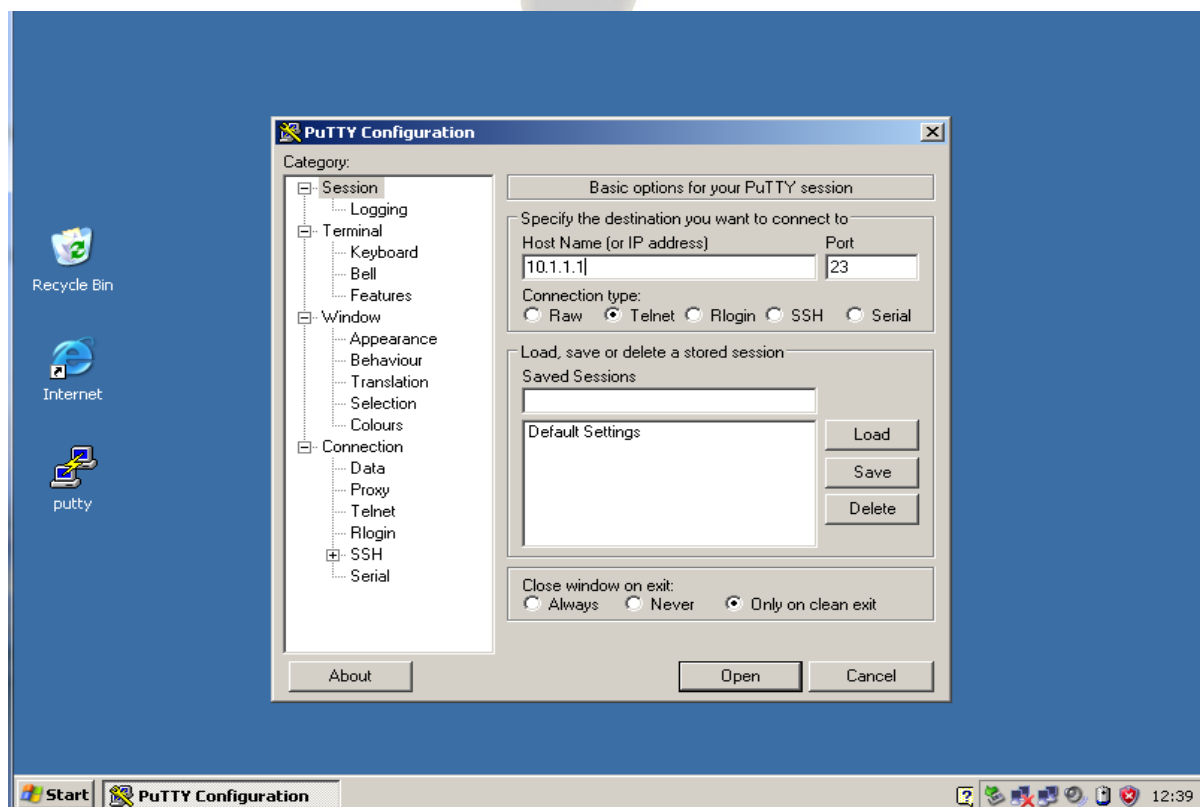 PuTTY Configuration
Category:
Session
Logging
Terminal
Keyboard
Bell
Features
Window
Appearance
Behaviour
Translation
Selection
Colours
Connection
Data
Proxy
Telnet
Rlogin
SSH
Serial
Basic options for your PuTTY session
Specify the destination you want to connect to
Host Name (or IP address) Port
10.1.1.1 23
Connection type:
Raw Telnet Rlogin SSH Serial
Load, save or delete a stored session
Saved Sessions
Default Settings
Load
Save
Delete
Close window on exit:
Always Never Only on clean exit
About Open Cancel
Recycle Bin
Internet
putty
Start PuTTY Configuration 12:39